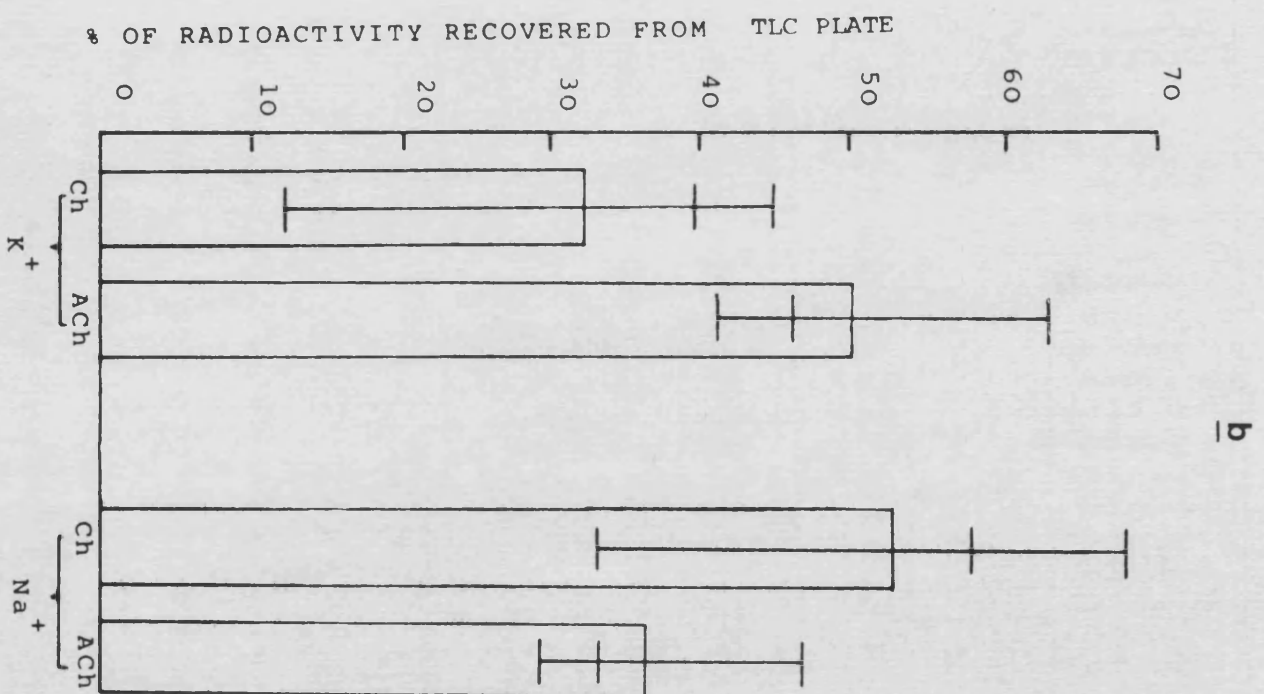 % OF RADIOACTIVITY RECOVERED FROM TLC PLATE
0 10 20 30 40 50 60 70
Ch ACh Ch ACh
K+ Na+
b